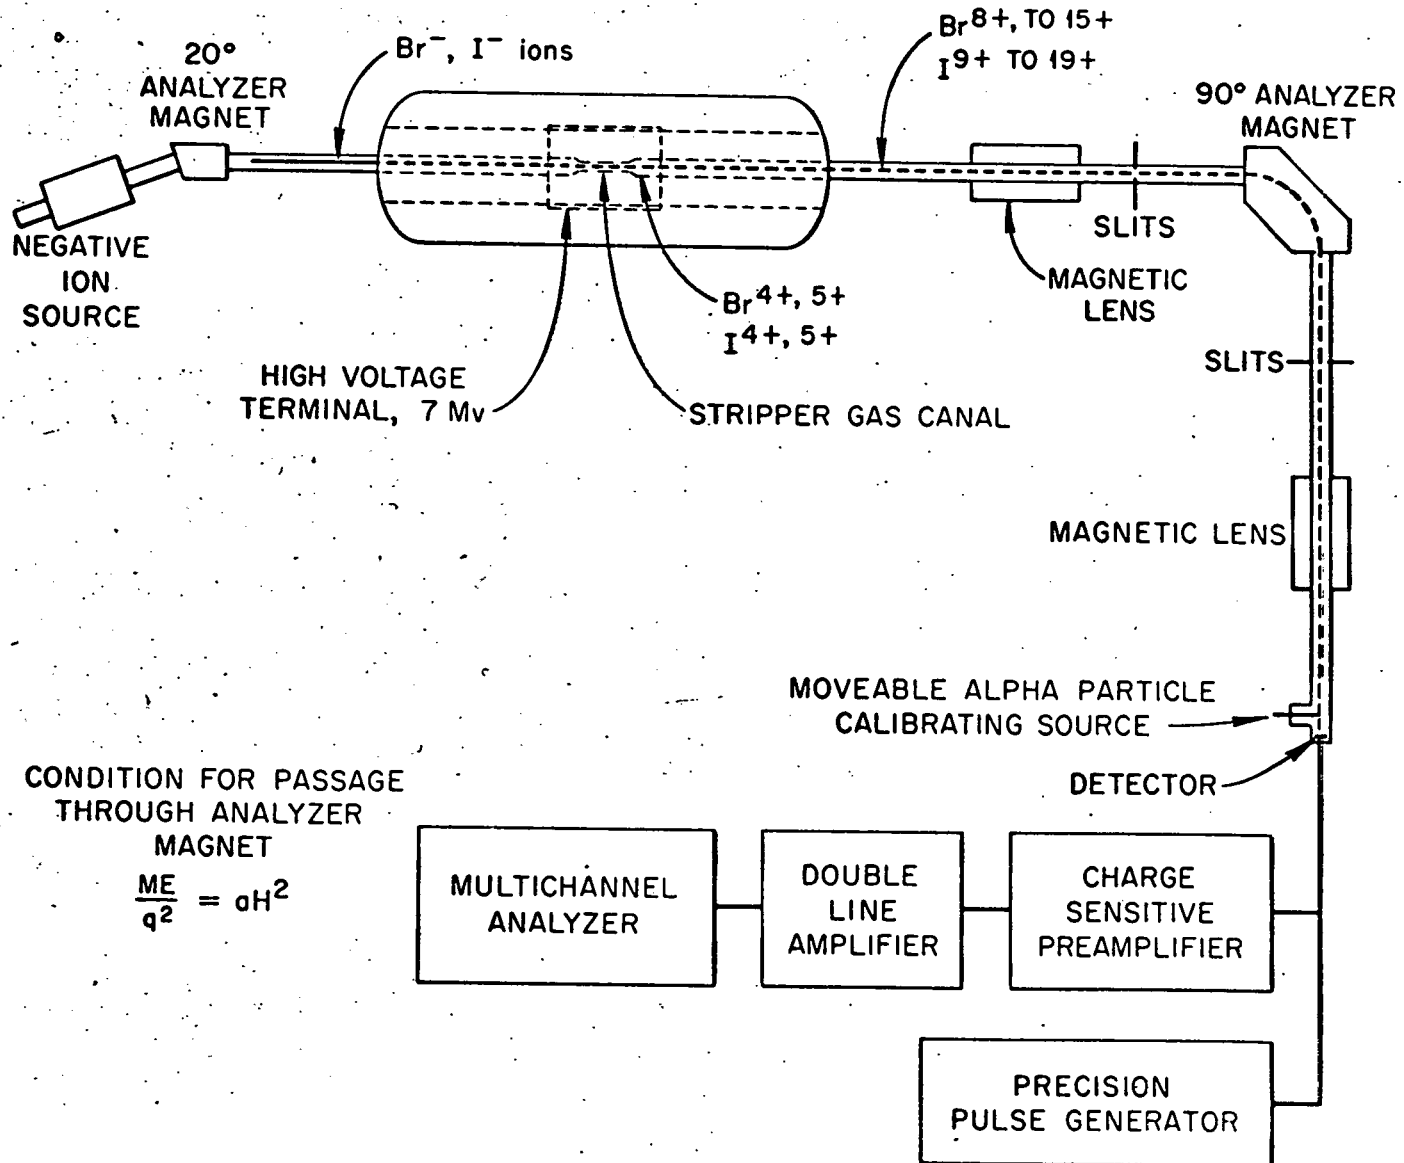 20°
ANALYZER
MAGNET
Br⁻, I⁻ ions
Br⁸⁺, TO 15+
I⁹⁺ TO 19+
90° ANALYZER
MAGNET
NEGATIVE
ION
SOURCE
SLITS
MAGNETIC
LENS
Br⁴⁺, ⁵⁺
I⁴⁺, ⁵⁺
HIGH VOLTAGE
TERMINAL, 7 Mv
STRIPPER GAS CANAL
SLITS
MAGNETIC LENS
MOVEABLE ALPHA PARTICLE
CALIBRATING SOURCE
DETECTOR
CONDITION FOR PASSAGE
THROUGH ANALYZER
MAGNET
ME/q² = aH²
MULTICHANNEL
ANALYZER
DOUBLE
LINE
AMPLIFIER
CHARGE
SENSITIVE
PREAMPLIFIER
PRECISION
PULSE GENERATOR